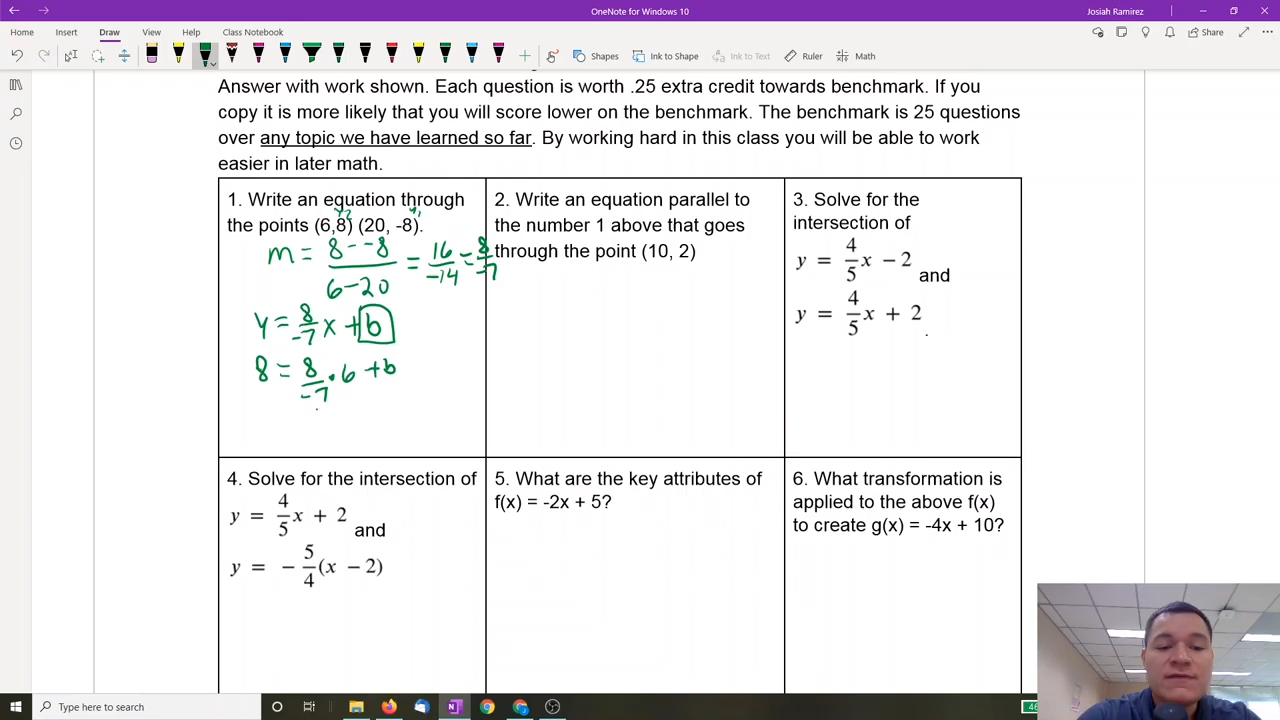 OneNote for Windows 10
Josiah Ramirez
Home Insert Draw View Help Class Notebook
Share
Shapes Ink to Shape Ink to Text Ruler Math
Answer with work shown. Each question is worth .25 extra credit towards benchmark. If you
copy it is more likely that you will score lower on the benchmark. The benchmark is 25 questions
over any topic we have learned so far. By working hard in this class you will be able to work
easier in later math.
1. Write an equation through
the points (6,8) (20, -8).
m = 8--8/6-20 = 16/-14 = 8/-7
y = 8/-7 x + b
8 = 8/-7 • 6 + b
2. Write an equation parallel to
the number 1 above that goes
through the point (10, 2)
3. Solve for the
intersection of
y = 4/5 x − 2 and
y = 4/5 x + 2 .
4. Solve for the intersection of
y = 4/5 x + 2 and
y = − 5/4 (x − 2)
5. What are the key attributes of
f(x) = -2x + 5?
6. What transformation is
applied to the above f(x)
to create g(x) = -4x + 10?
Type here to search